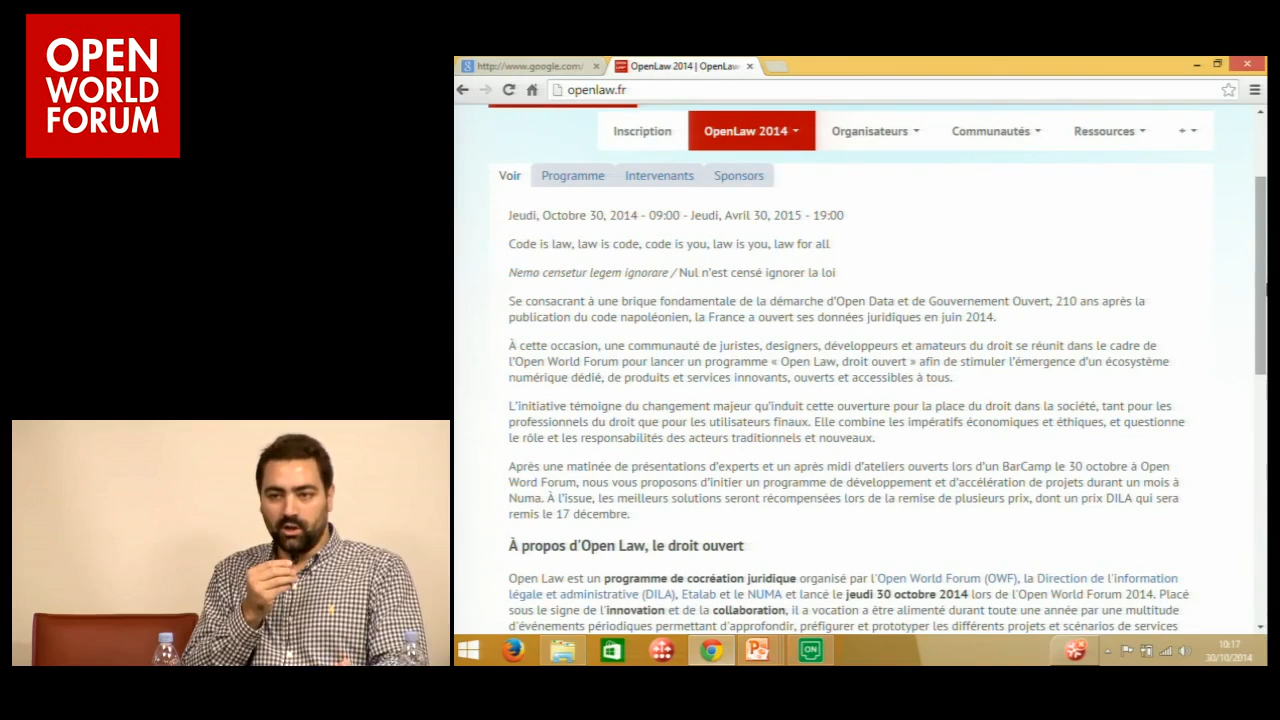 OPEN
WORLD
FORUM
http://www.google.com/
OpenLaw 2014 | OpenLaw
openlaw.fr
Inscription OpenLaw 2014 Organisateurs Communautés Ressources +
Voir Programme Intervenants Sponsors
Jeudi, Octobre 30, 2014 - 09:00 - Jeudi, Avril 30, 2015 - 19:00
Code is law, law is code, code is you, law is you, law for all
Nemo censetur legem ignorare / Nul n'est censé ignorer la loi
Se consacrant à une brique fondamentale de la démarche d'Open Data et de Gouvernement Ouvert, 210 ans après la
publication du code napoléonien, la France a ouvert ses données juridiques en juin 2014.
À cette occasion, une communauté de juristes, designers, développeurs et amateurs du droit se réunit dans le cadre de
l'Open World Forum pour lancer un programme « Open Law, droit ouvert » afin de stimuler l'émergence d'un écosystème
numérique dédié, de produits et services innovants, ouverts et accessibles à tous.
L'initiative témoigne du changement majeur qu'induit cette ouverture pour la place du droit dans la société, tant pour les
professionnels du droit que pour les utilisateurs finaux. Elle combine les impératifs économiques et éthiques, et questionne
le rôle et les responsabilités des acteurs traditionnels et nouveaux.
Après une matinée de présentations d'experts et un après midi d'ateliers ouverts lors d'un BarCamp le 30 octobre à Open
Word Forum, nous vous proposons d'initier un programme de développement et d'accélération de projets durant un mois à
Numa. À l'issue, les meilleurs solutions seront récompensées lors de la remise de plusieurs prix, dont un prix DILA qui sera
remis le 17 décembre.
À propos d'Open Law, le droit ouvert
Open Law est un programme de cocréation juridique organisé par l'Open World Forum (OWF), la Direction de l'information
légale et administrative (DILA), Etalab et le NUMA et lancé le jeudi 30 octobre 2014 lors de l'Open World Forum 2014. Placé
sous le signe de l'innovation et de la collaboration, il a vocation a être alimenté durant toute une année par une multitude
d'événements périodiques permettant d'approfondir, préfigurer et prototyper les différents projets et scénarios de services
ON
10:17
30/10/2014